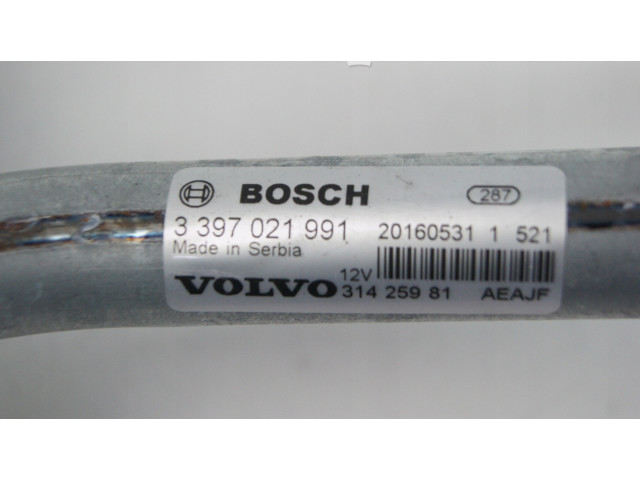 BOSCH 287
3 397 021 991 20160531 1 521
Made in Serbia
VOLVO 12V
314 259 81 AEAJF